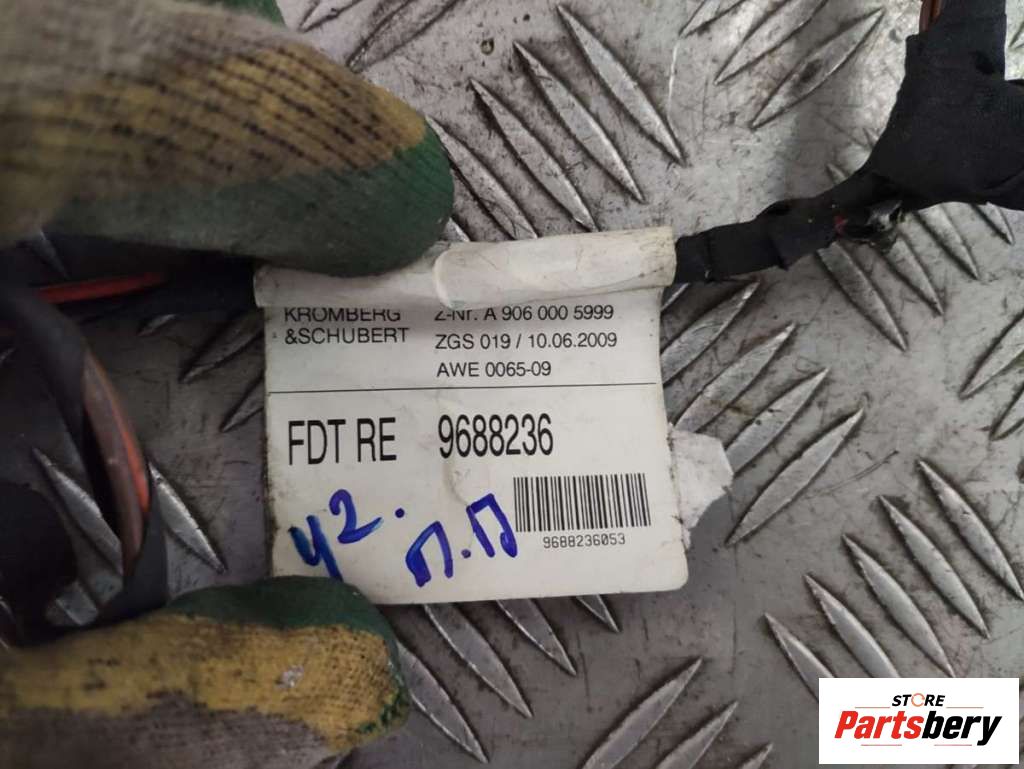 KROMBERG
&SCHUBERT
Z-Nr. A 906 000 5999
ZGS 019 / 10.06.2009
AWE 0065-09
FDT RE 9688236
42. п.п
9688236053
STORE
Partsbery